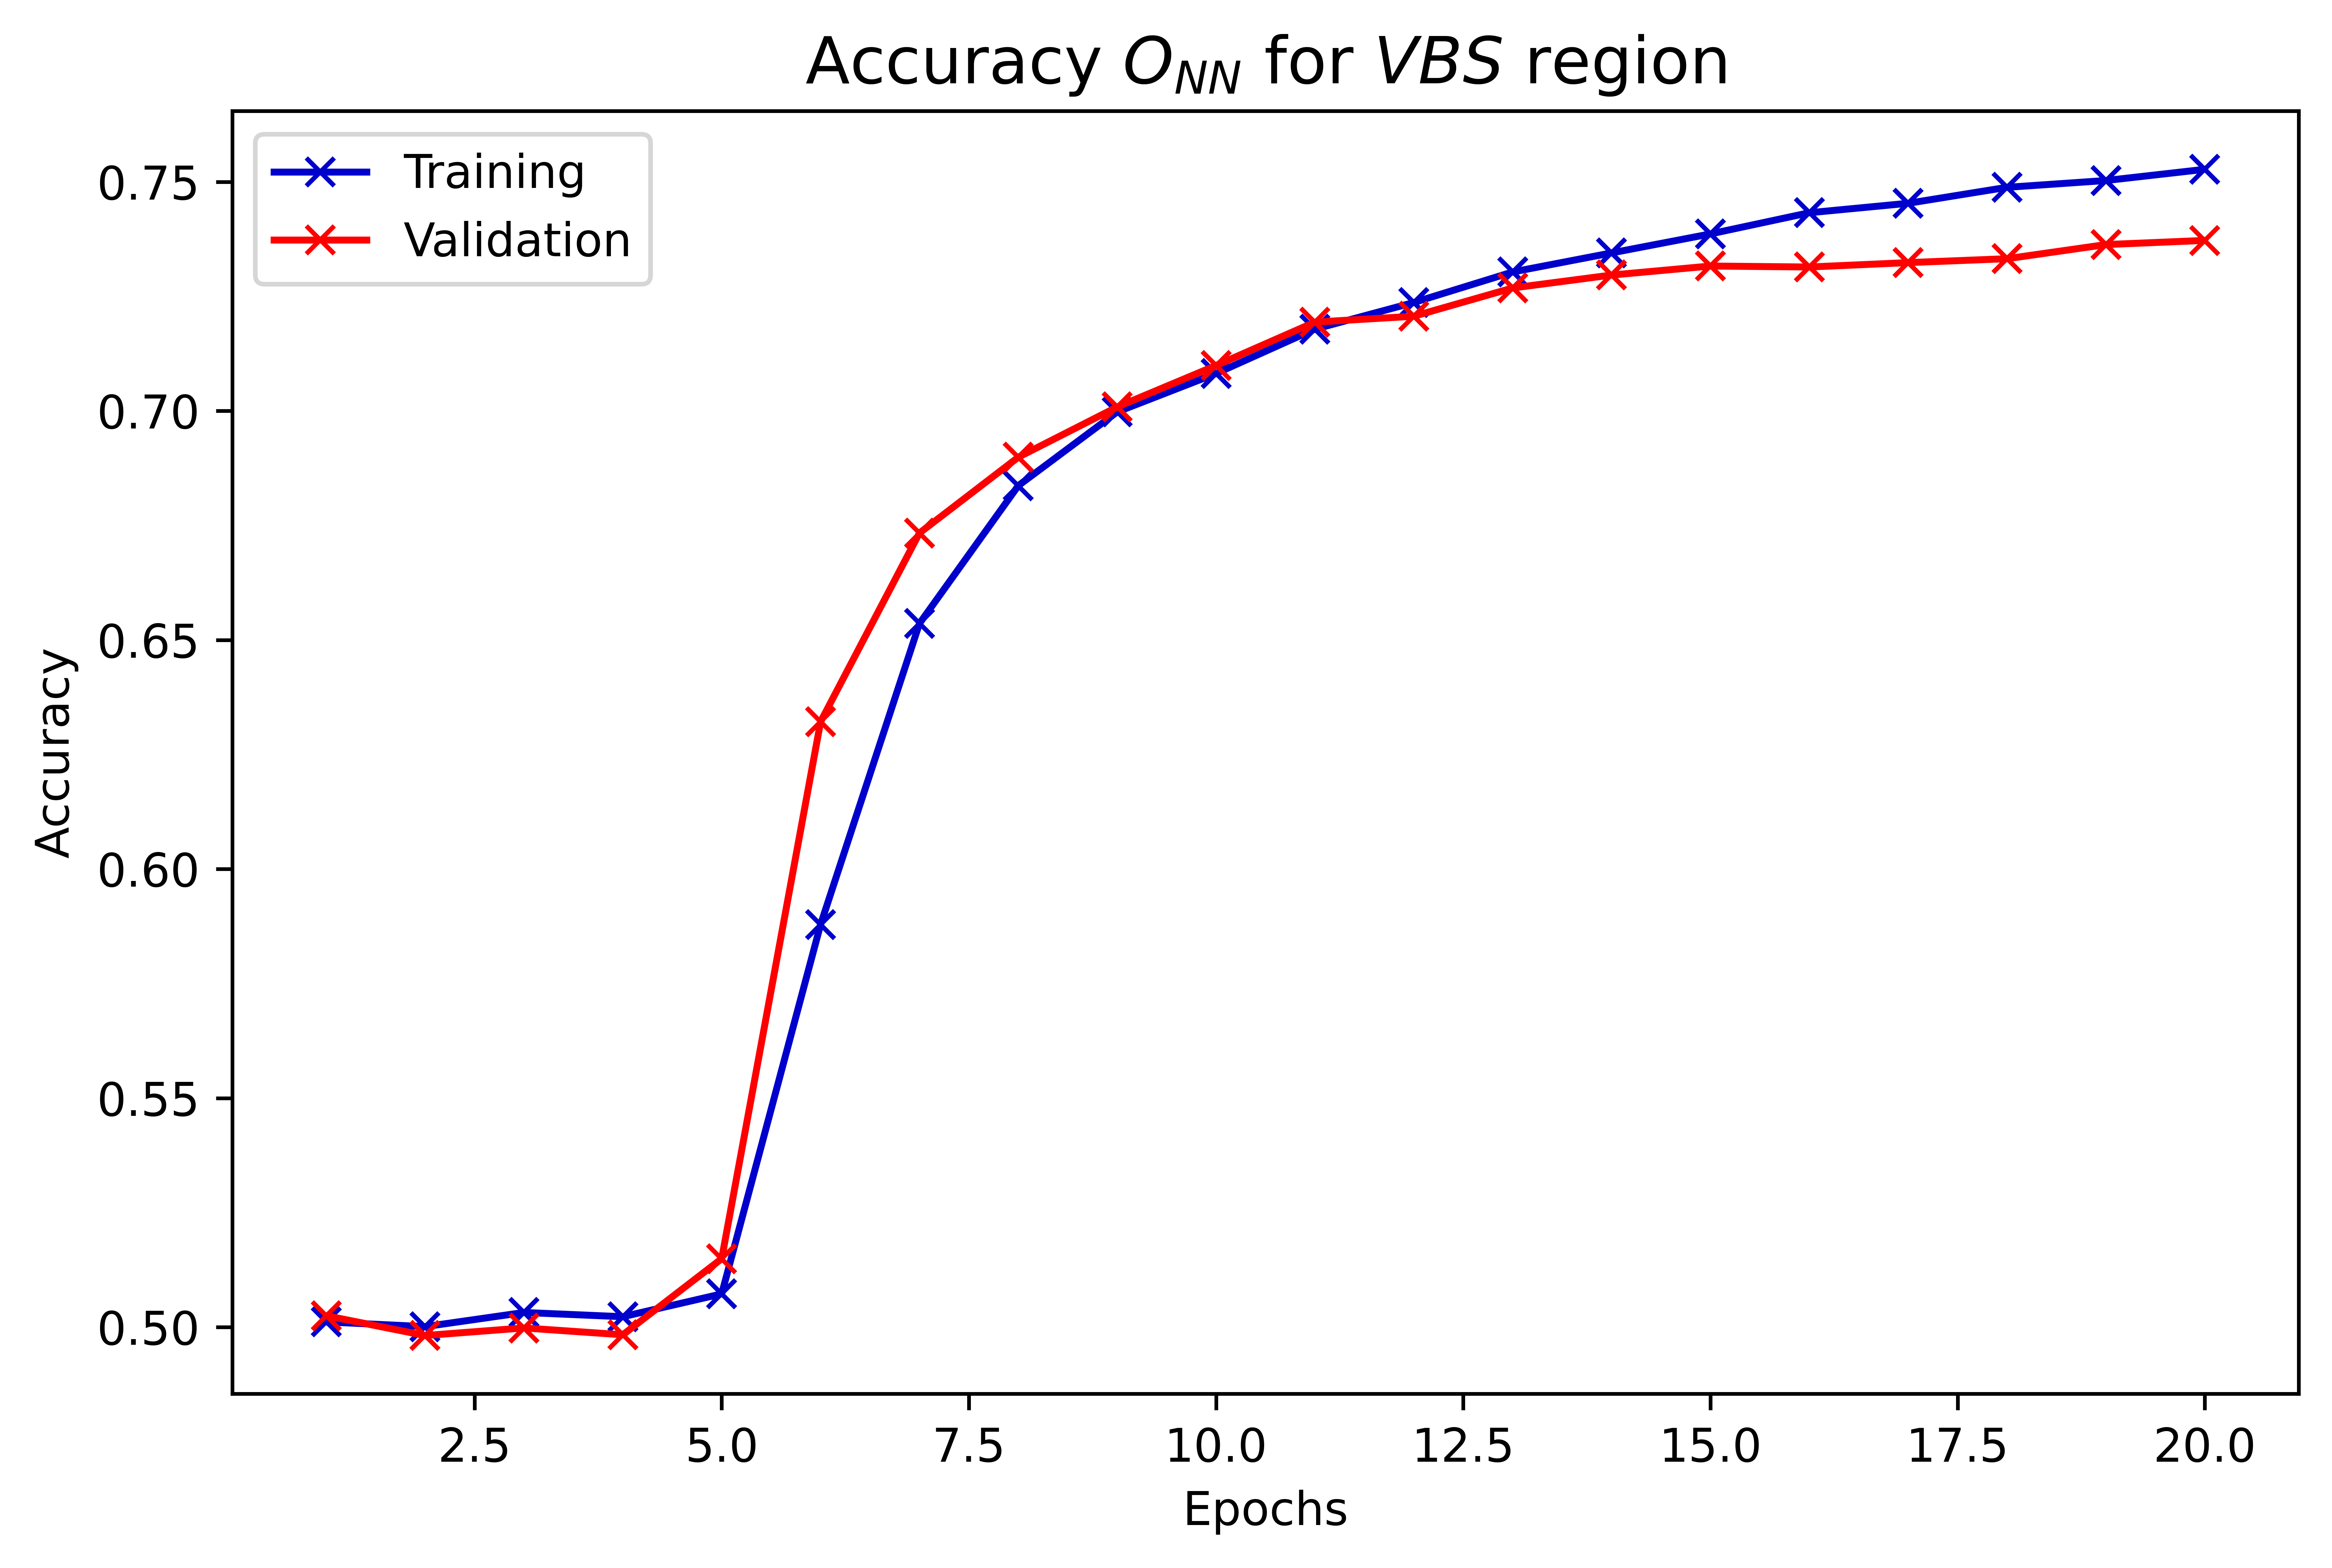 Accuracy O_NN for VBS region
Training
Validation
Accuracy
0.75
0.70
0.65
0.60
0.55
0.50
2.5 5.0 7.5 10.0 12.5 15.0 17.5 20.0
Epochs